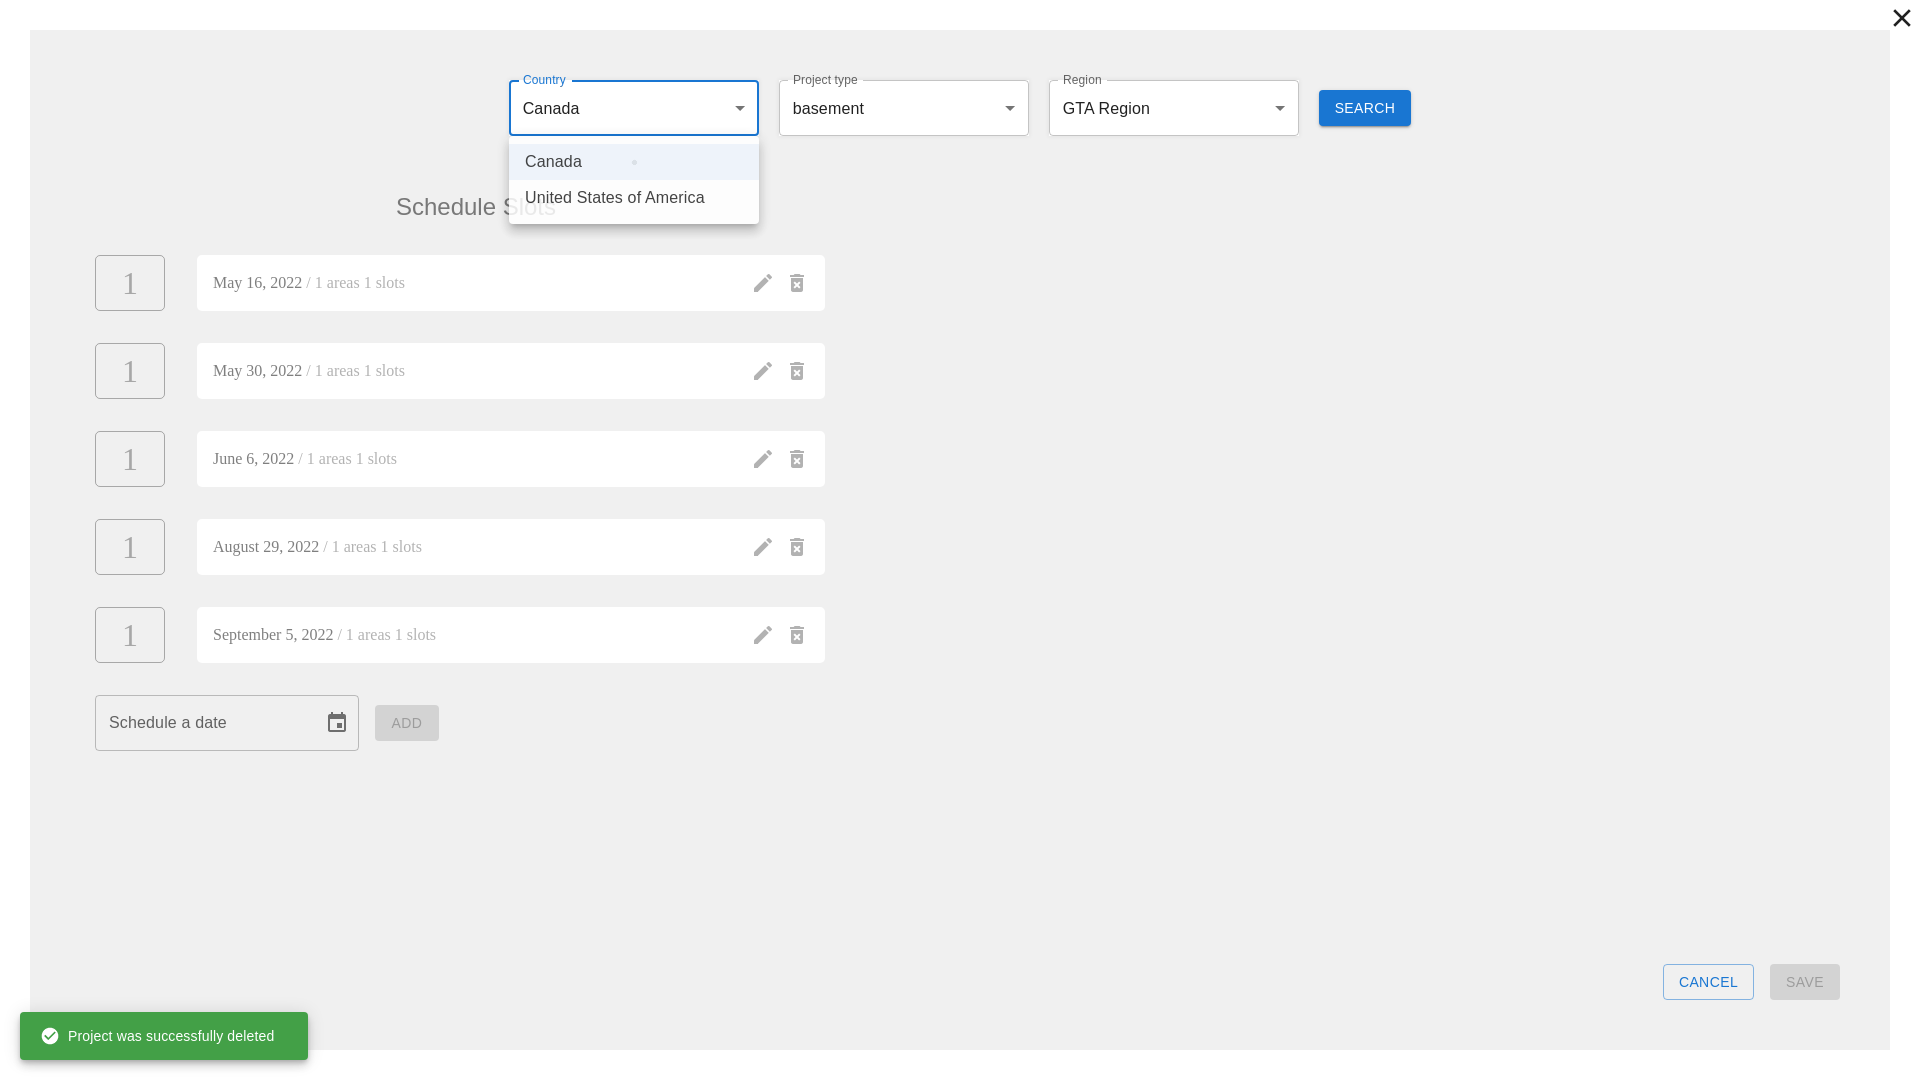 Country
Canada
Project type
basement
Region
GTA Region
SEARCH
Canada
United States of America
Schedule Slots
1
May 16, 2022 / 1 areas 1 slots
1
May 30, 2022 / 1 areas 1 slots
1
June 6, 2022 / 1 areas 1 slots
1
August 29, 2022 / 1 areas 1 slots
1
September 5, 2022 / 1 areas 1 slots
Schedule a date
ADD
CANCEL
SAVE
Project was successfully deleted